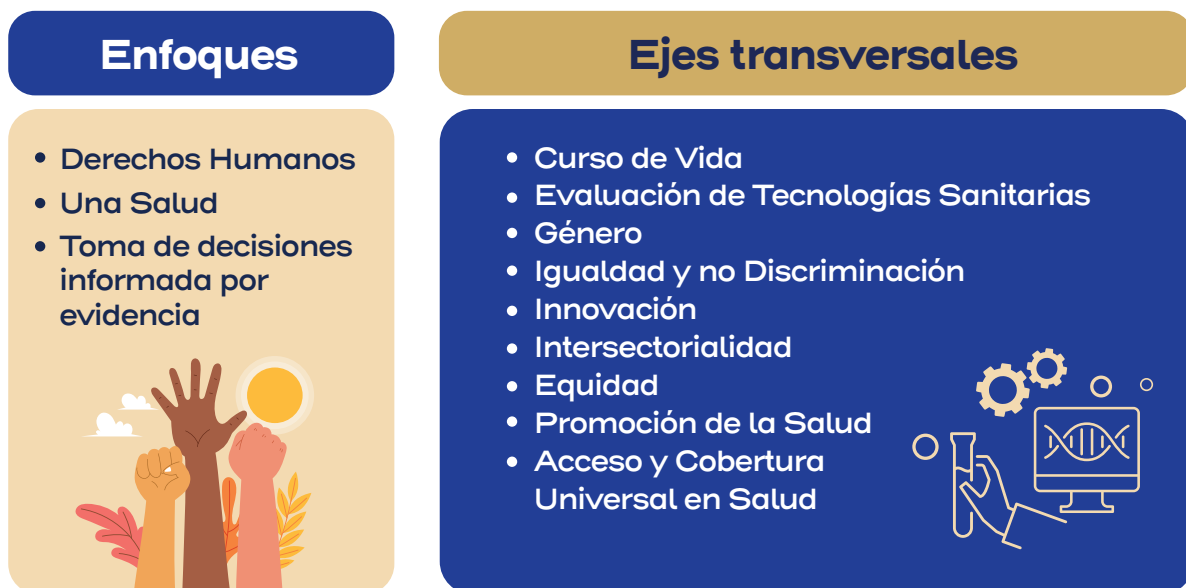 Enfoques
• Derechos Humanos
• Una Salud
• Toma de decisiones
informada por
evidencia
Ejes transversales
• Curso de Vida
• Evaluación de Tecnologías Sanitarias
• Género
• Igualdad y no Discriminación
• Innovación
• Intersectorialidad
• Equidad
• Promoción de la Salud
• Acceso y Cobertura
Universal en Salud